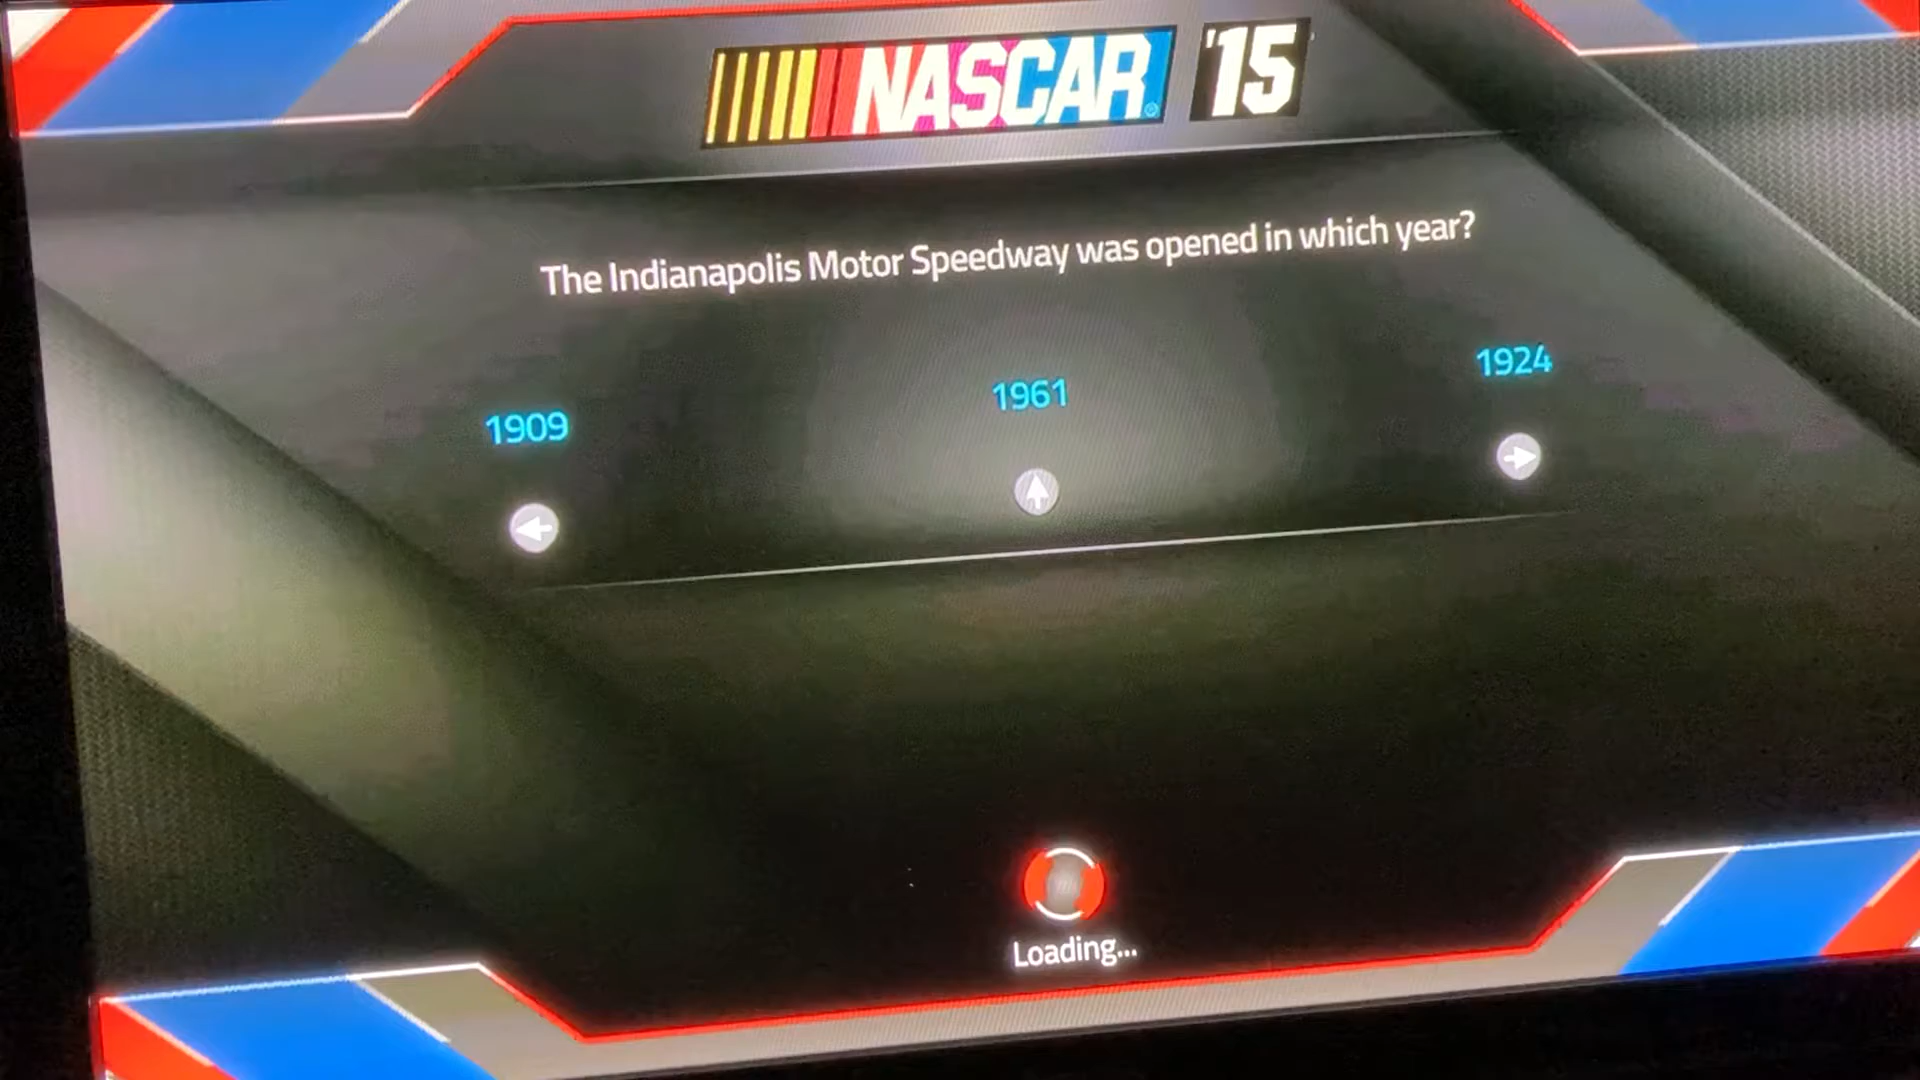 NASCAR '15
The Indianapolis Motor Speedway was opened in which year?
1909 1961 1924
Loading...